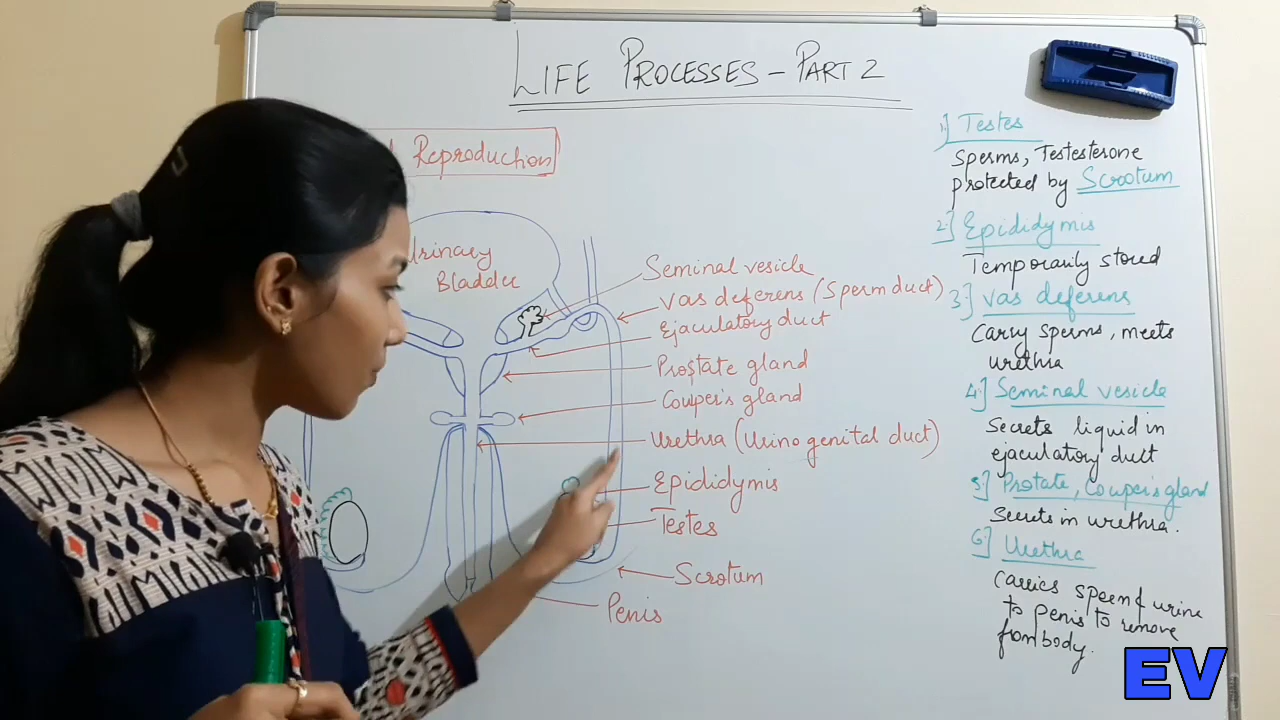 LIFE PROCESSES - PART 2
Reproduction
Urinary
Bladder
Seminal vesicle
Vas deferens (Sperm duct)
Ejaculatory duct
Prostate gland
Couper's gland
Urethra (Urino genital duct)
Epididymis
Testes
Scrotum
Penis
1] Testes
Sperms, Testesterone
protected by Scrotum
2] Epididymis
Temporarily stored
3] Vas deferens
Carry sperms, meets
urethra
4] Seminal vesicle
Secrets liquid in
ejaculatory duct
5] Protate, Couper's gland
Secrets in urethra.
6] Urethra
Carries sperm & urine
to penis to remove
from body.
EV